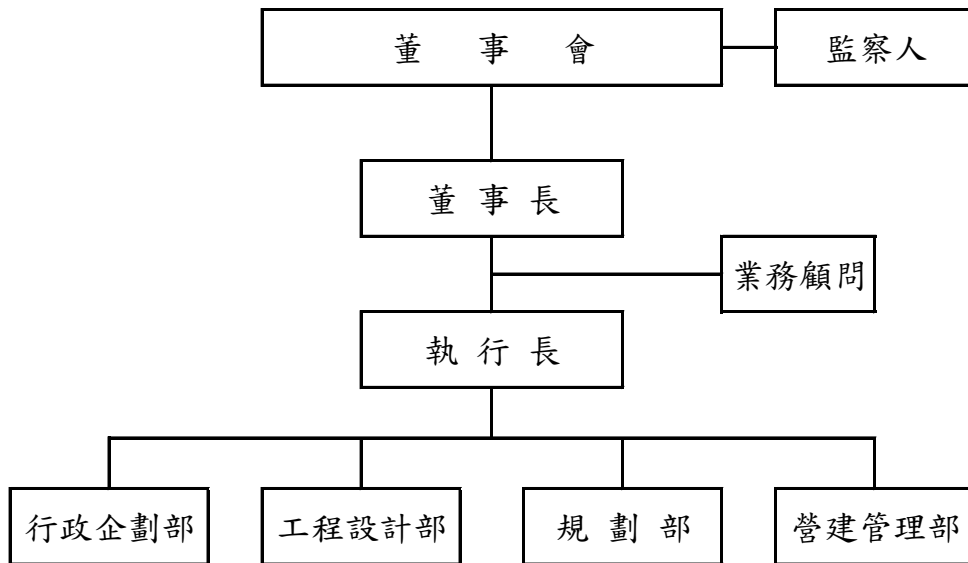 董事會
監察人
董事長
業務顧問
執行長
行政企劃部
工程設計部
規劃部
營建管理部